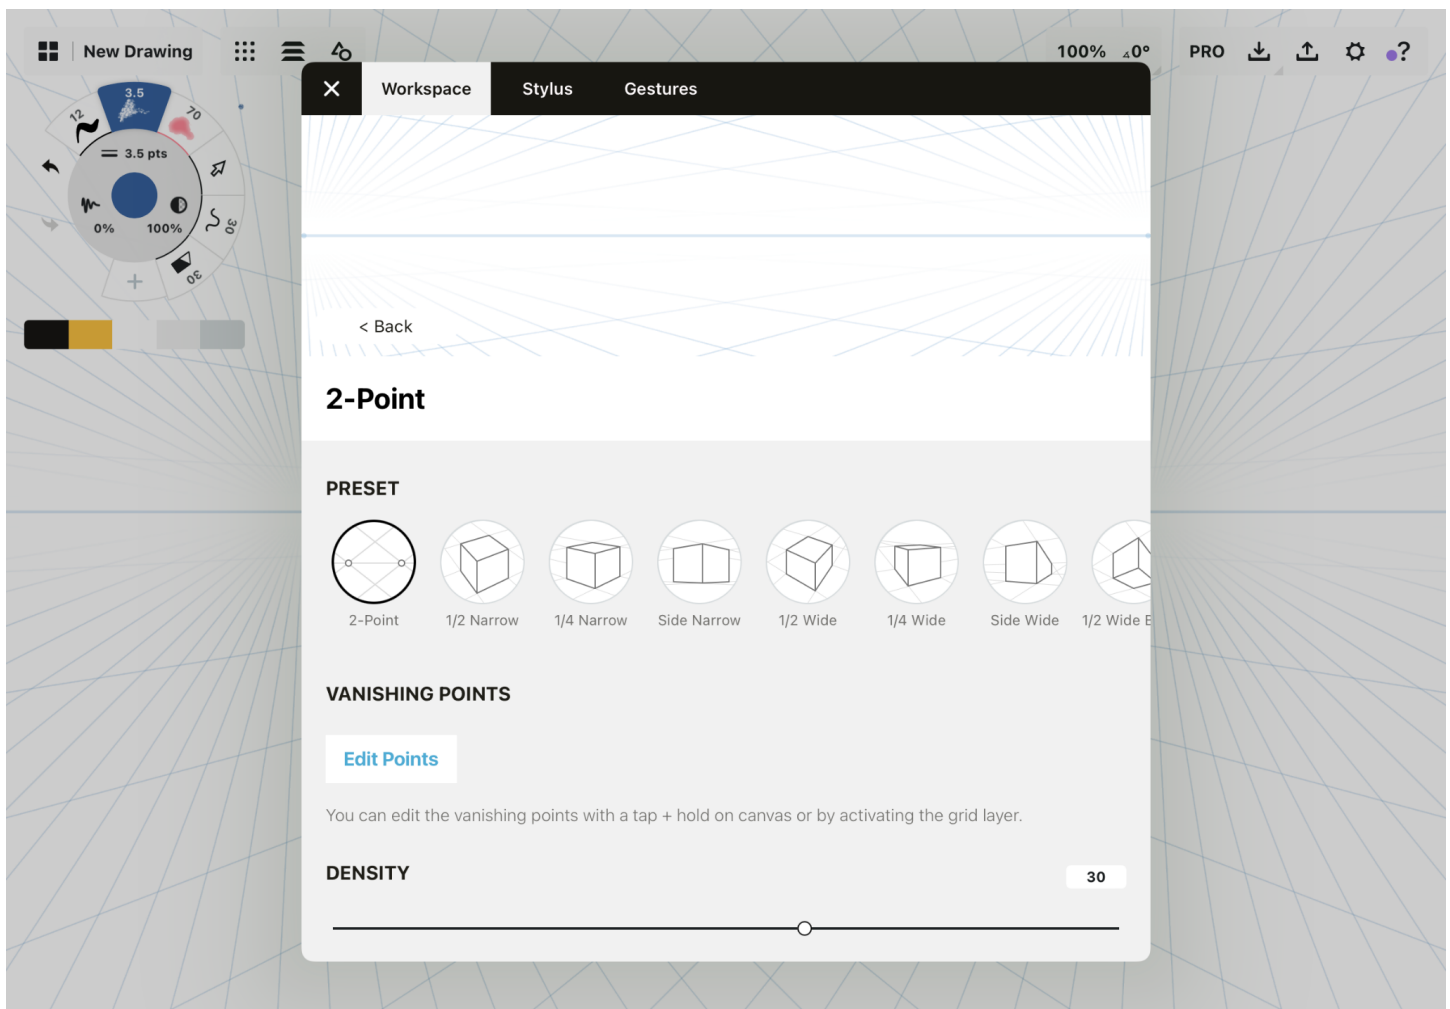 New Drawing
100% 0°
PRO
?
Workspace Stylus Gestures
3.5
12
70
3.5 pts
0% 100%
30
30
< Back
2-Point
PRESET
2-Point 1/2 Narrow 1/4 Narrow Side Narrow 1/2 Wide 1/4 Wide Side Wide 1/2 Wide E
VANISHING POINTS
Edit Points
You can edit the vanishing points with a tap + hold on canvas or by activating the grid layer.
DENSITY 30